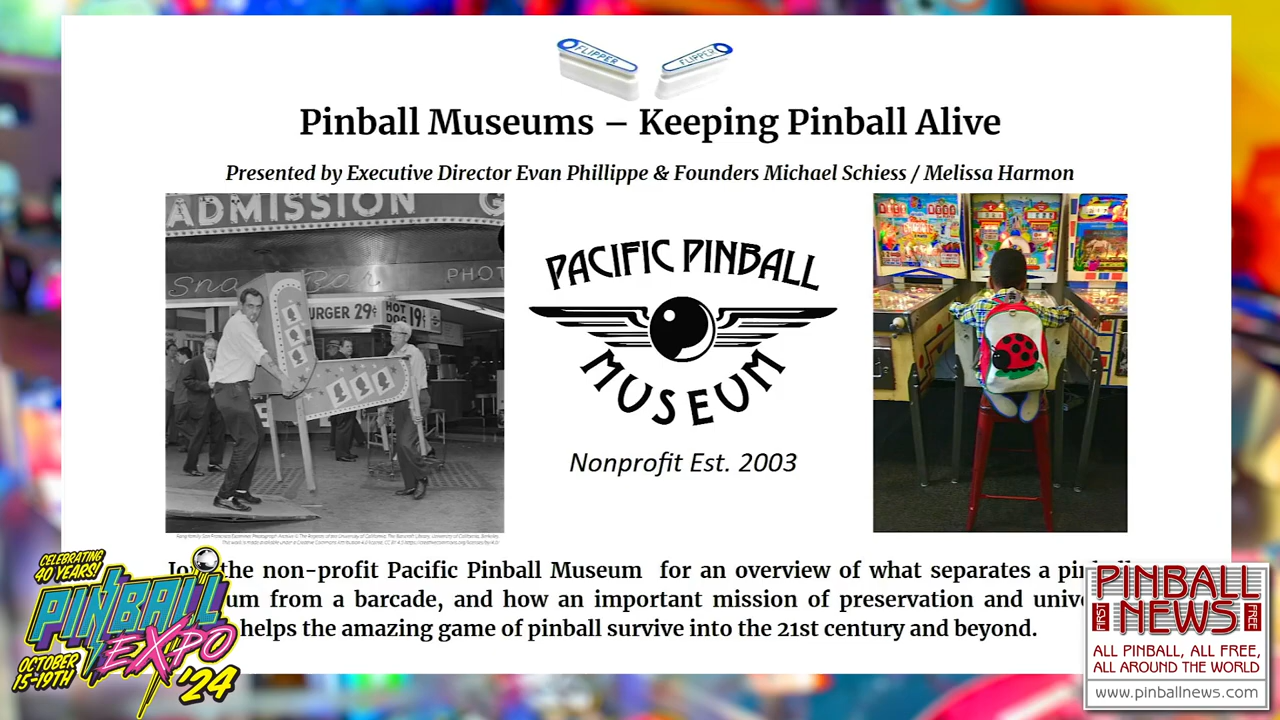 FLIPPER FLIPPER
Pinball Museums – Keeping Pinball Alive
Presented by Executive Director Evan Phillippe & Founders Michael Schiess / Melissa Harmon
ADMISSION
Snack Bar
PHOT
URGER 29¢
HOT DOG 19¢
PACIFIC PINBALL
MUSEUM
Nonprofit Est. 2003
the non-profit Pacific Pinball Museum for an overview of what separates a
um from a barcade, and how an important mission of preservation and
helps the amazing game of pinball survive into the 21st century and beyond.
CELEBRATING
40 YEARS!
PINBALL
EXPO
OCTOBER
15-19TH
'24
PINBALL
FIRST NEWS FREE
ALL PINBALL, ALL FREE,
ALL AROUND THE WORLD
www.pinballnews.com